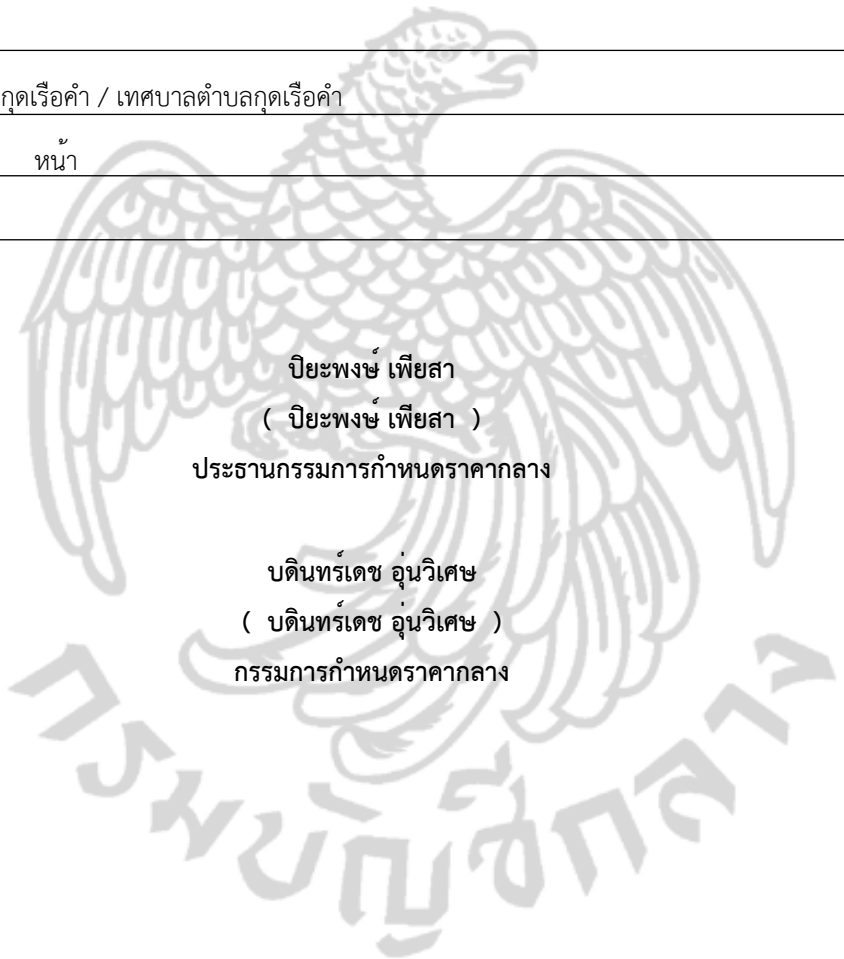 กุดเรือคำ / เทศบาลตำบลกุดเรือคำ
หน้า
ปิยะพงษ์ เพียสา
( ปิยะพงษ์ เพียสา )
ประธานกรรมการกำหนดราคากลาง
บดินทร์เดช อุ่นวิเศษ
( บดินทร์เดช อุ่นวิเศษ )
กรรมการกำหนดราคากลาง
กรมบัญชีกลาง